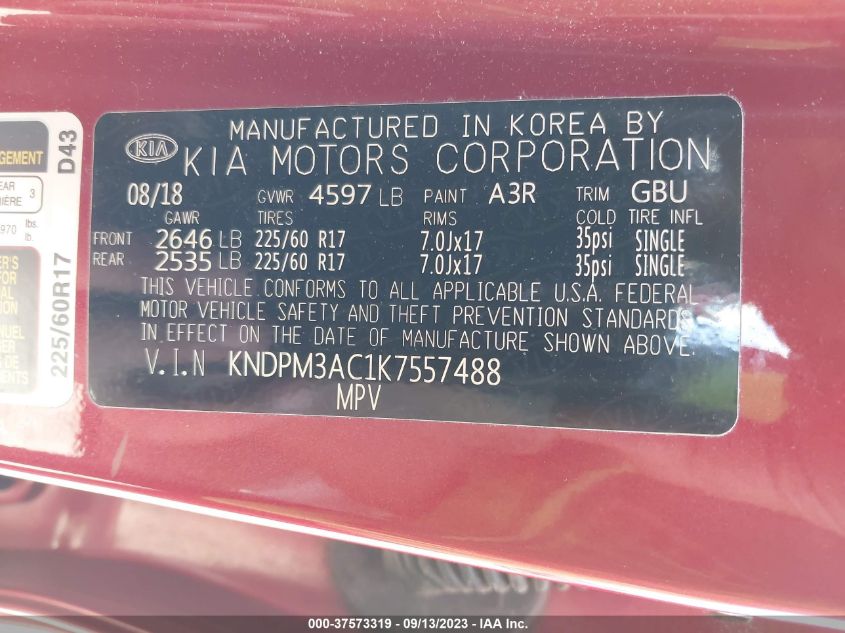 MANUFACTURED IN KOREA BY
KIA KIA MOTORS CORPORATION
08/18 GVWR 4597 LB PAINT A3R TRIM GBU
GAWR TIRES RIMS COLD TIRE INFL
FRONT 2646 LB 225/60 R17 7.0Jx17 35psi SINGLE
REAR 2535 LB 225/60 R17 7.0Jx17 35psi SINGLE
THIS VEHICLE CONFORMS TO ALL APPLICABLE U.S.A. FEDERAL
MOTOR VEHICLE SAFETY AND THEFT PREVENTION STANDARDS
IN EFFECT ON THE DATE OF MANUFACTURE SHOWN ABOVE.
V.I.N KNDPM3AC1K7557488
MPV
D43
225/60R17
3
970 lbs.
lb.
000-37573319 - 09/13/2023 - IAA Inc.